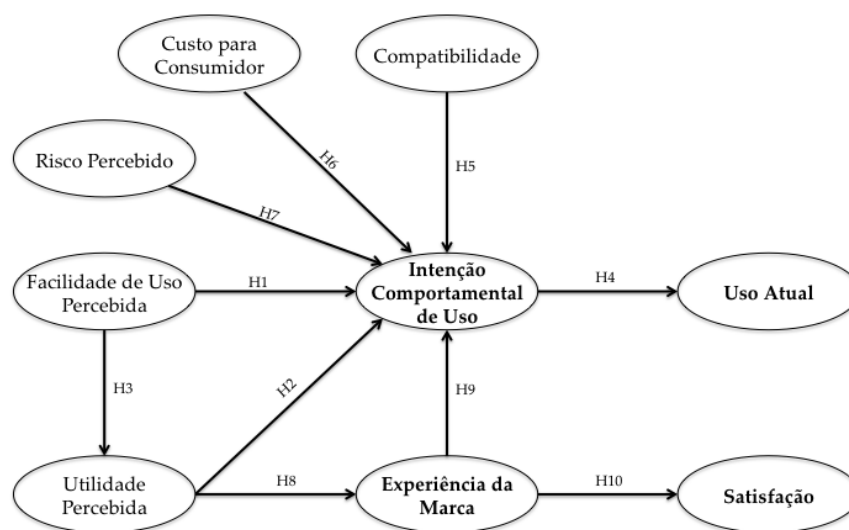 Custo para
Consumidor
Compatibilidade
Risco Percebido
H6
H5
H7
Facilidade de Uso
Percebida
H1
Intenção
Comportamental
de Uso
H4
Uso Atual
H3
H2
H9
Utilidade
Percebida
H8
Experiência da
Marca
H10
Satisfação